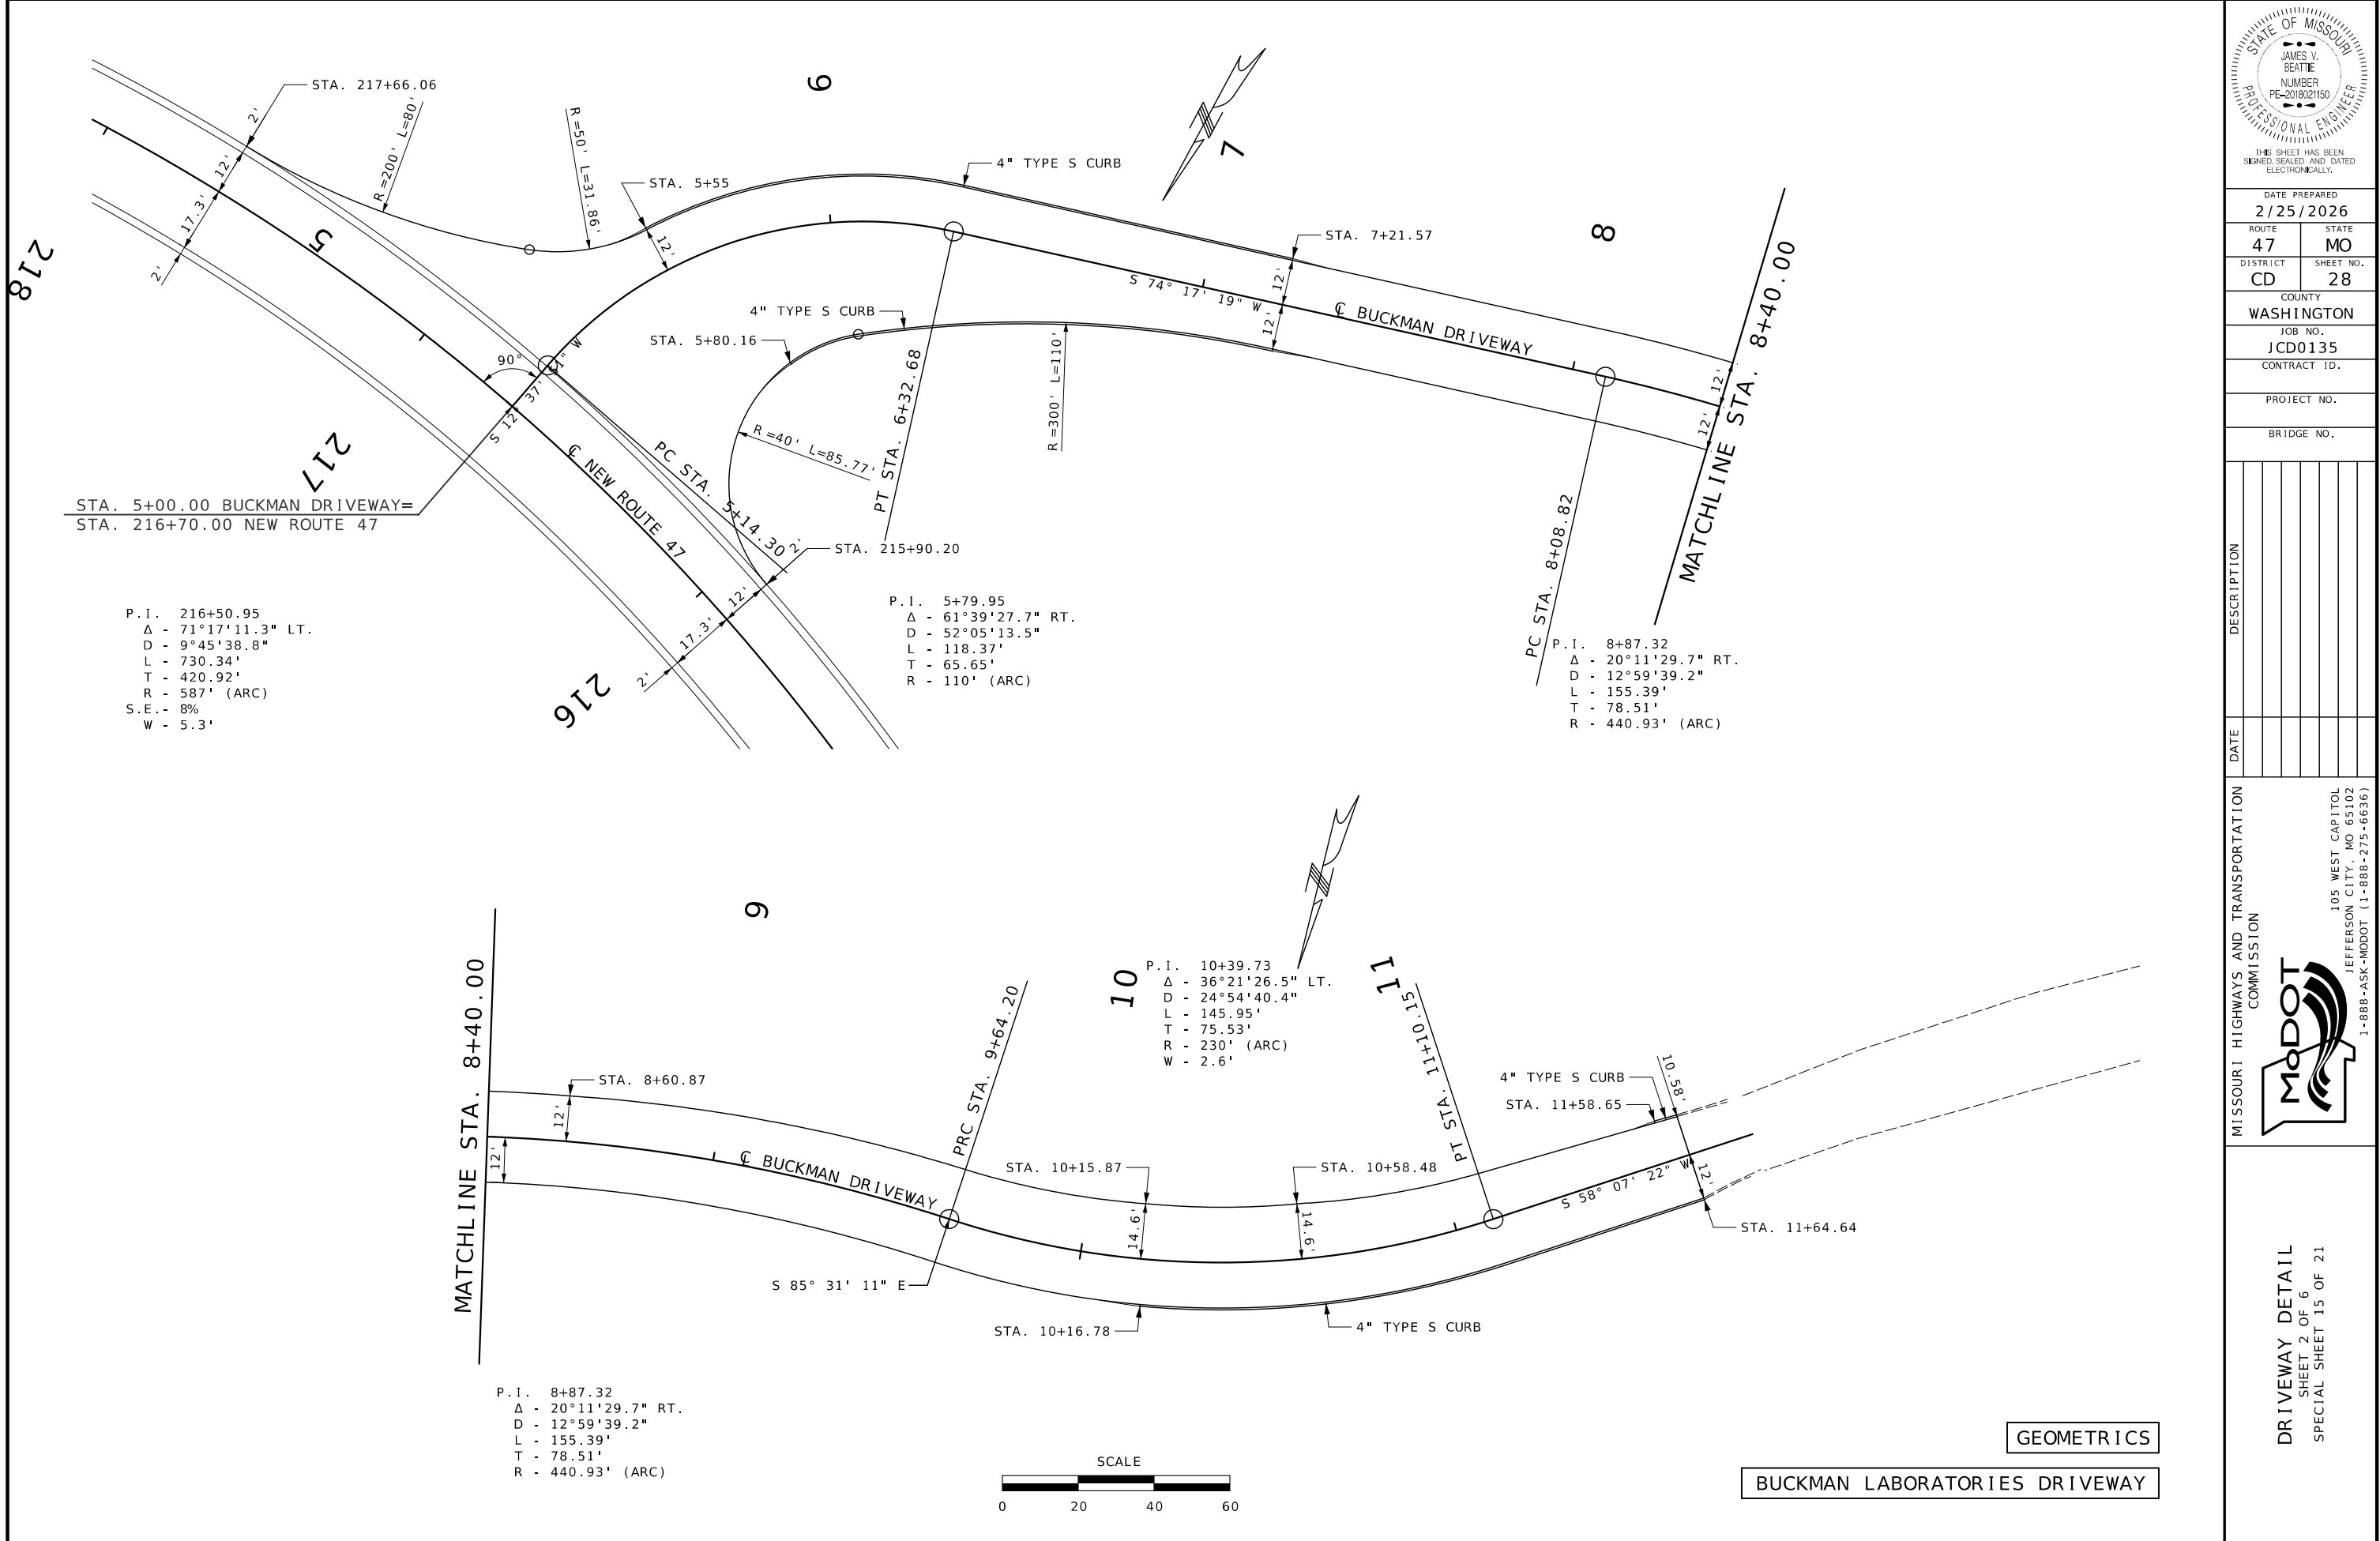 STA. 217+66.06
2'
12'
17.3'
2'
R=200' L=80'
R=50' L=31.86'
STA. 5+55
12'
4" TYPE S CURB
5
6
7
8
218
217
216
STA. 7+21.57
12'
12'
S 74° 17' 19" W
℄ BUCKMAN DRIVEWAY
4" TYPE S CURB
STA. 5+80.16
90°
S 12° 37' 51" W
℄ NEW ROUTE 47
PC STA. 5+14.30
R=40' L=85.77'
PT STA. 6+32.68
R=300' L=110'
PC STA. 8+08.82
12'
12'
MATCHLINE STA. 8+40.00
STA. 5+00.00 BUCKMAN DRIVEWAY=
STA. 216+70.00 NEW ROUTE 47
2'
STA. 215+90.20
12'
17.3'
2'
P.I. 216+50.95
Δ - 71°17'11.3" LT.
D - 9°45'38.8"
L - 730.34'
T - 420.92'
R - 587' (ARC)
S.E.- 8%
W - 5.3'
P.I. 5+79.95
Δ - 61°39'27.7" RT.
D - 52°05'13.5"
L - 118.37'
T - 65.65'
R - 110' (ARC)
P.I. 8+87.32
Δ - 20°11'29.7" RT.
D - 12°59'39.2"
L - 155.39'
T - 78.51'
R - 440.93' (ARC)
9
10
11
MATCHLINE STA. 8+40.00
STA. 8+60.87
12'
12'
℄ BUCKMAN DRIVEWAY
PRC STA. 9+64.20
S 85° 31' 11" E
P.I. 10+39.73
Δ - 36°21'26.5" LT.
D - 24°54'40.4"
L - 145.95'
T - 75.53'
R - 230' (ARC)
W - 2.6'
STA. 10+15.87
14.6'
STA. 10+58.48
14.6'
STA. 10+16.78
4" TYPE S CURB
PT STA. 11+10.15
4" TYPE S CURB
STA. 11+58.65
10.58'
12'
S 58° 07' 22" W
STA. 11+64.64
P.I. 8+87.32
Δ - 20°11'29.7" RT.
D - 12°59'39.2"
L - 155.39'
T - 78.51'
R - 440.93' (ARC)
SCALE
0 20 40 60
GEOMETRICS
BUCKMAN LABORATORIES DRIVEWAY
STATE OF MISSOURI
JAMES V.
BEATTIE
NUMBER
PE-2018021150
PROFESSIONAL ENGINEER
THIS SHEET HAS BEEN
SIGNED, SEALED AND DATED
ELECTRONICALLY.
DATE PREPARED
2/25/2026
ROUTE STATE
47 MO
DISTRICT SHEET NO.
CD 28
COUNTY
WASHINGTON
JOB NO.
JCD0135
CONTRACT ID.
PROJECT NO.
BRIDGE NO.
DESCRIPTION
DATE
MISSOURI HIGHWAYS AND TRANSPORTATION
COMMISSION
MoDOT
105 WEST CAPITOL
JEFFERSON CITY, MO 65102
1-888-ASK-MODOT (1-888-275-6636)
DRIVEWAY DETAIL
SHEET 2 OF 6
SPECIAL SHEET 15 OF 21